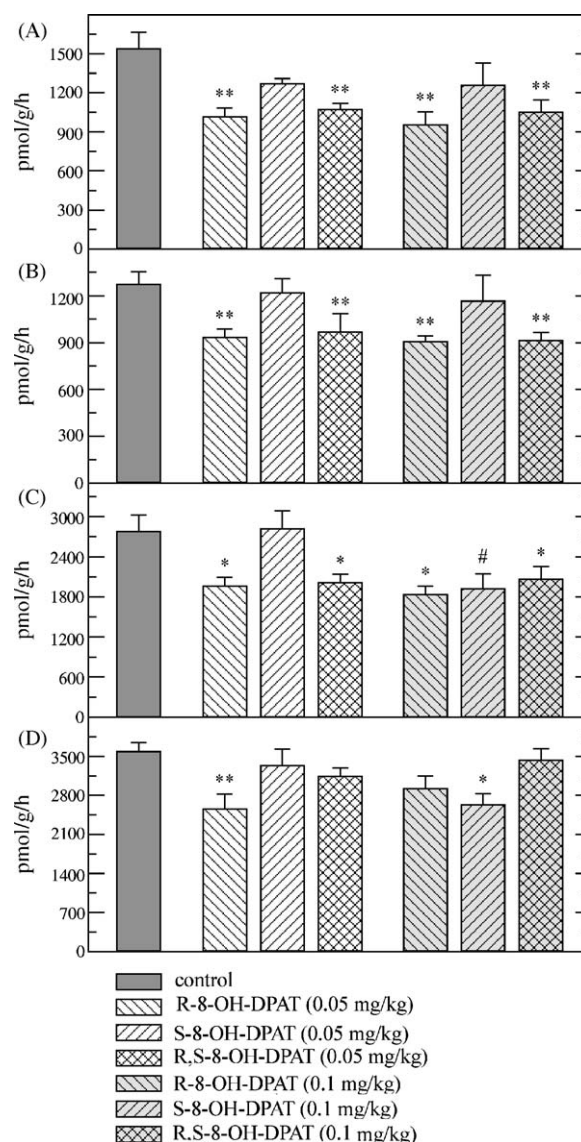 (A)
pmol/g/h
1500
1200
900
600
300
0
** ** ** **
(B)
pmol/g/h
1200
900
600
300
0
** ** ** **
(C)
pmol/g/h
3000
2400
1800
1200
600
0
* * * # *
(D)
pmol/g/h
3500
2800
2100
1400
700
0
** *
control
R-8-OH-DPAT (0.05 mg/kg)
S-8-OH-DPAT (0.05 mg/kg)
R,S-8-OH-DPAT (0.05 mg/kg)
R-8-OH-DPAT (0.1 mg/kg)
S-8-OH-DPAT (0.1 mg/kg)
R,S-8-OH-DPAT (0.1 mg/kg)